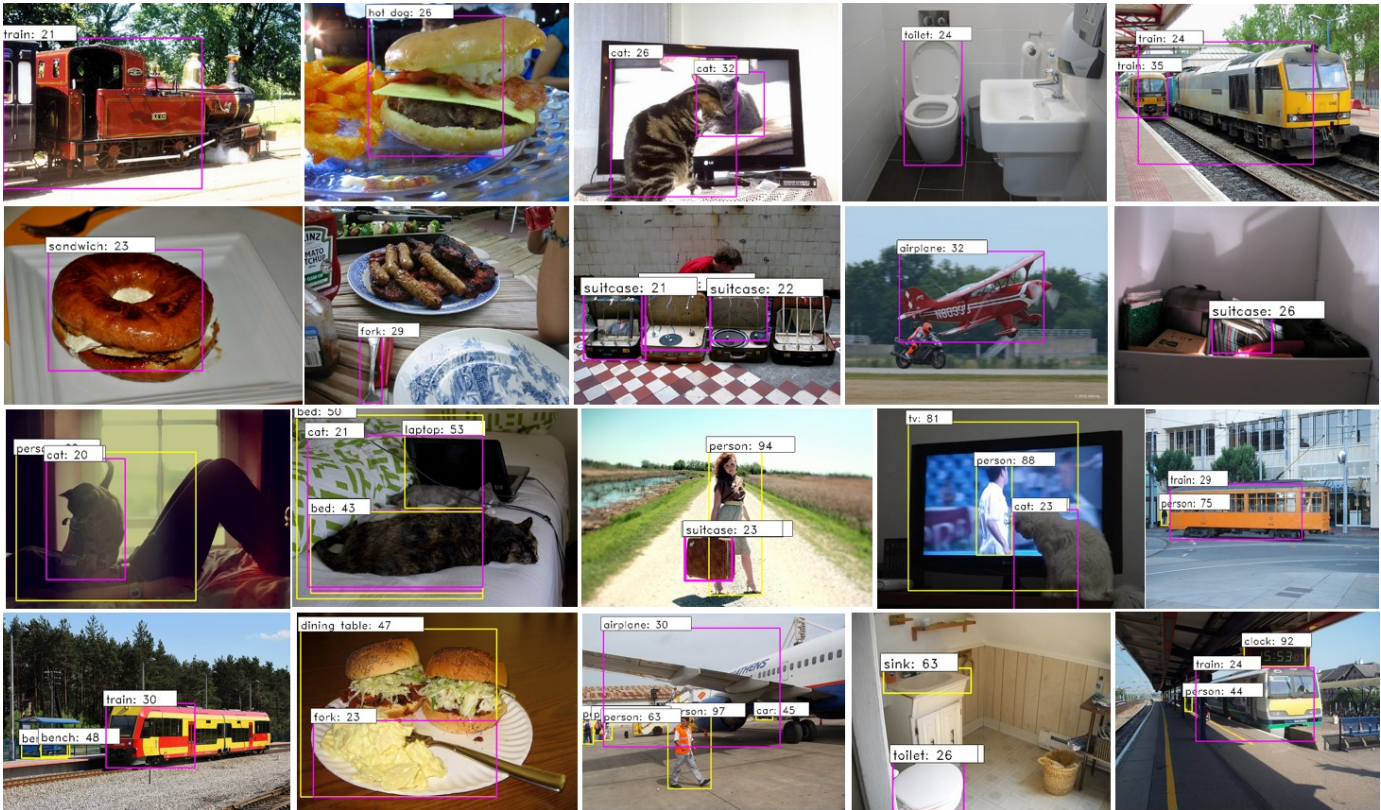 train: 21
hot dog: 26
cat: 26
cat: 32
toilet: 24
train: 24
train: 35
LG
sandwich: 23
HEINZ
fork: 29
suitcase: 21
suitcase: 22
airplane: 32
suitcase: 26
cat: 20
bed: 50
cat: 21
laptop: 53
bed: 43
person: 94
suitcase: 23
tv: 81
person: 88
cat: 23
train: 29
person: 75
train: 30
bench: 48
dining table: 47
fork: 23
airplane: 30
person: 63
rson: 97
car: 45
sink: 63
toilet: 26
clock: 92
train: 24
person: 44